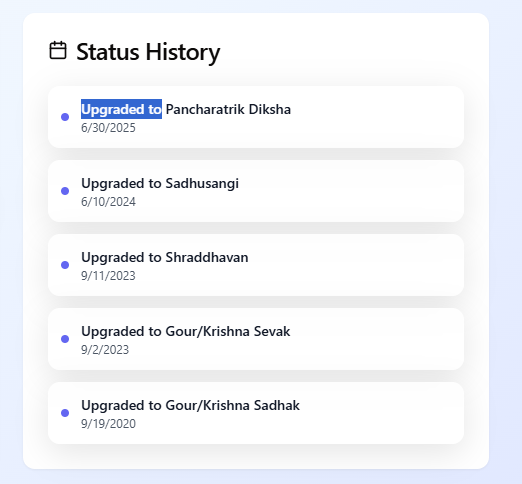 Status History
Upgraded to Pancharatrik Diksha
6/30/2025
Upgraded to Sadhusangi
6/10/2024
Upgraded to Shraddhavan
9/11/2023
Upgraded to Gour/Krishna Sevak
9/2/2023
Upgraded to Gour/Krishna Sadhak
9/19/2020